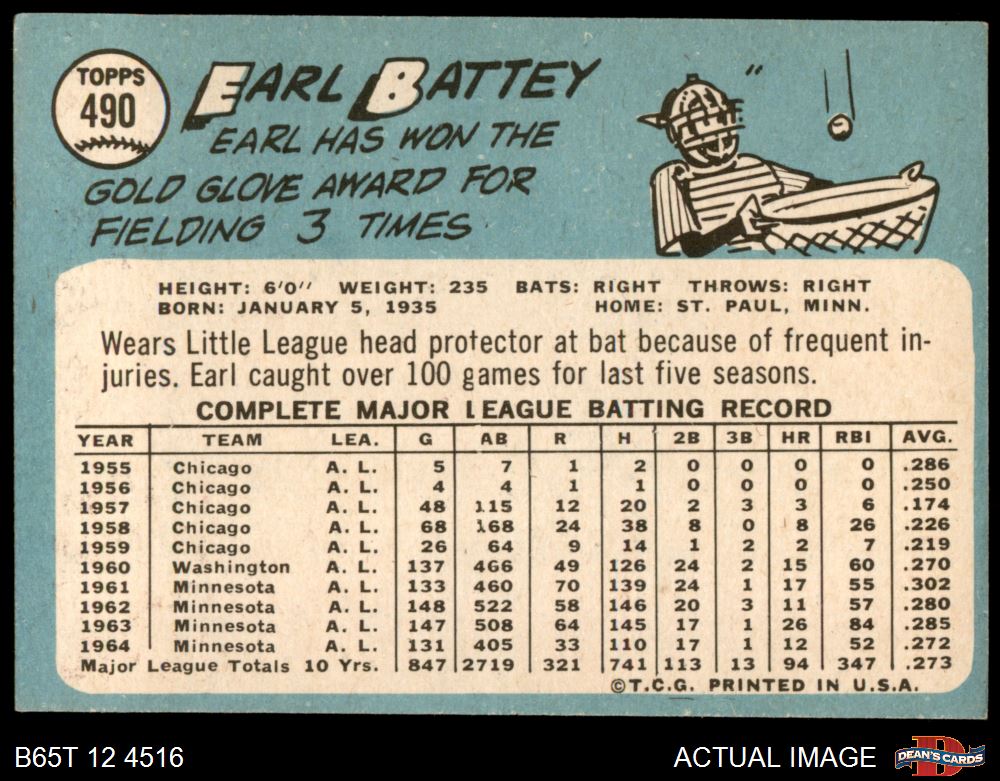 TOPPS
490
EARL BATTEY
EARL HAS WON THE
GOLD GLOVE AWARD FOR
FIELDING 3 TIMES
HEIGHT: 6'0" WEIGHT: 235 BATS: RIGHT THROWS: RIGHT
BORN: JANUARY 5, 1935 HOME: ST. PAUL, MINN.
Wears Little League head protector at bat because of frequent in-
juries. Earl caught over 100 games for last five seasons.
COMPLETE MAJOR LEAGUE BATTING RECORD
YEAR TEAM LEA. G AB R H 2B 3B HR RBI AVG.
1955 Chicago A. L. 5 7 1 2 0 0 0 0 .286
1956 Chicago A. L. 4 4 1 1 0 0 0 0 .250
1957 Chicago A. L. 48 115 12 20 2 3 3 6 .174
1958 Chicago A. L. 68 168 24 38 8 0 8 26 .226
1959 Chicago A. L. 26 64 9 14 1 2 2 7 .219
1960 Washington A. L. 137 466 49 126 24 2 15 60 .270
1961 Minnesota A. L. 133 460 70 139 24 1 17 55 .302
1962 Minnesota A. L. 148 522 58 146 20 3 11 57 .280
1963 Minnesota A. L. 147 508 64 145 17 1 26 84 .285
1964 Minnesota A. L. 131 405 33 110 17 1 12 52 .272
Major League Totals 10 Yrs. 847 2719 321 741 113 13 94 347 .273
©T.C.G. PRINTED IN U.S.A.
B65T 12 4516 ACTUAL IMAGE
DEAN'S CARDS